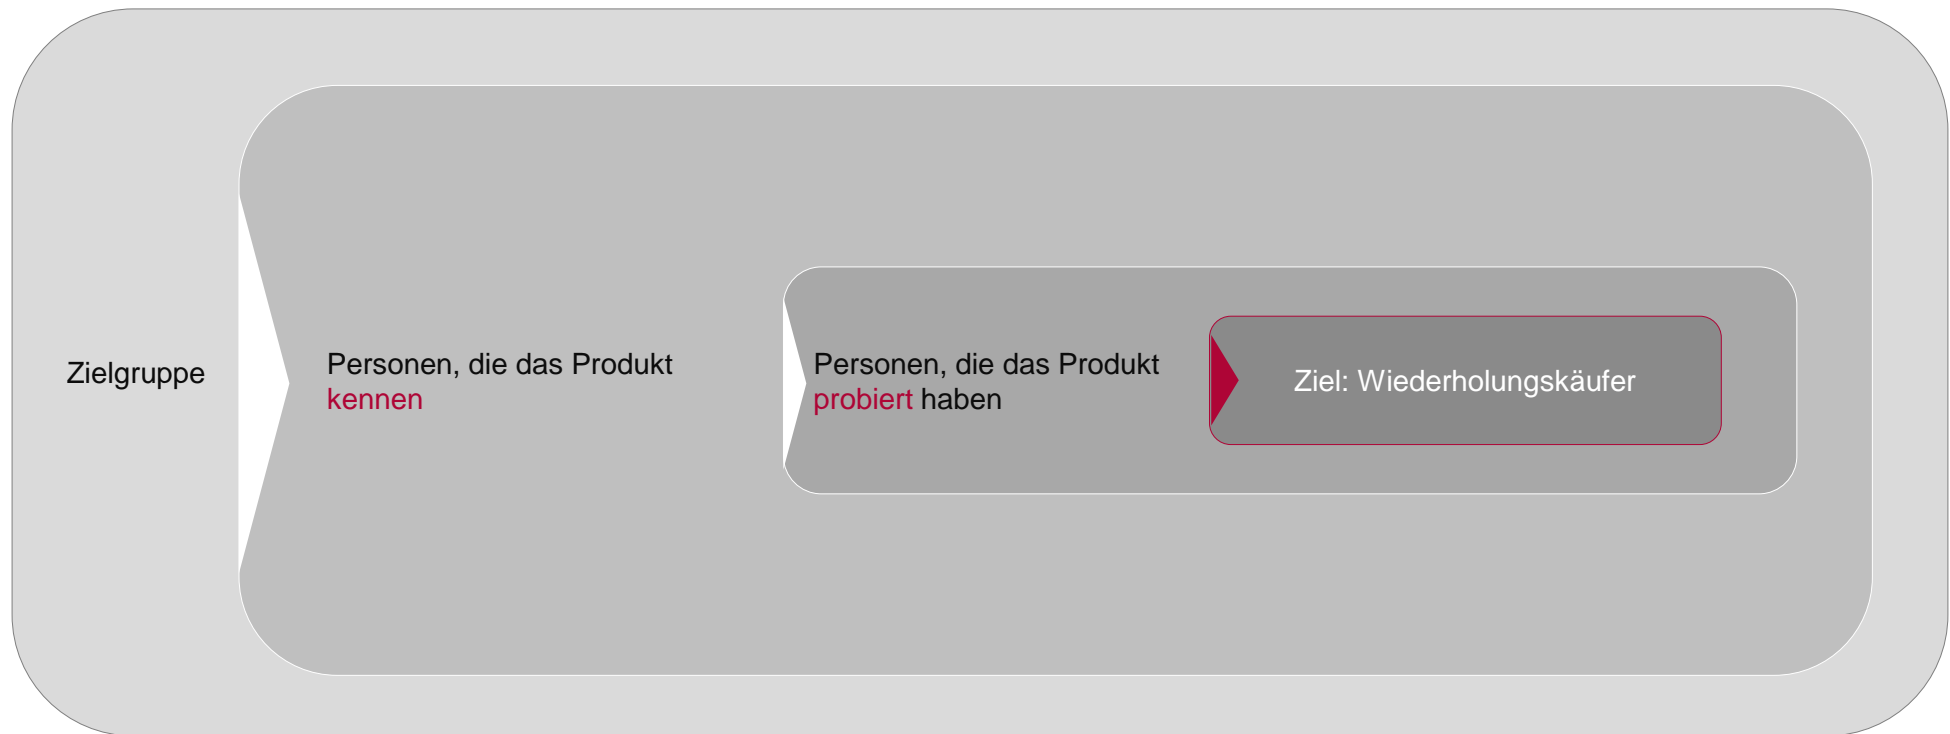 Zielgruppe
Personen, die das Produkt
kennen
Personen, die das Produkt
probiert haben
Ziel: Wiederholungskäufer